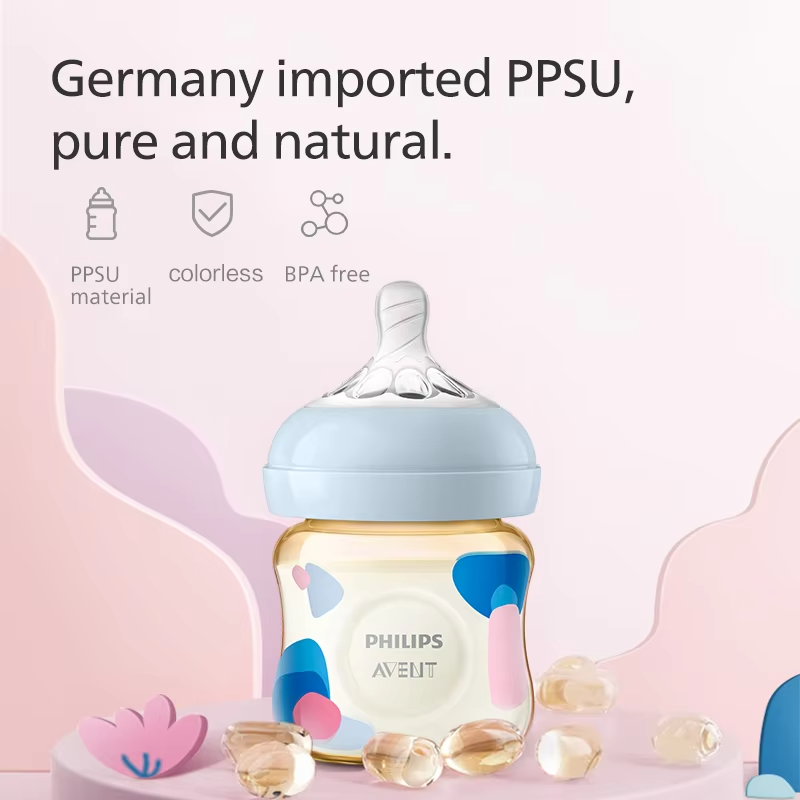 Germany imported PPSU,
pure and natural.
PPSU
material
colorless
BPA free
PHILIPS
AVENT